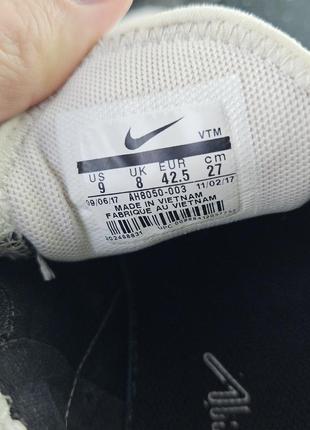 VTM
US UK EUR cm
9 8 42.5 27
09/06/17 AH8050-003 11/02/17
MADE IN VIETNAM
FABRIQUE AU VIETNAM